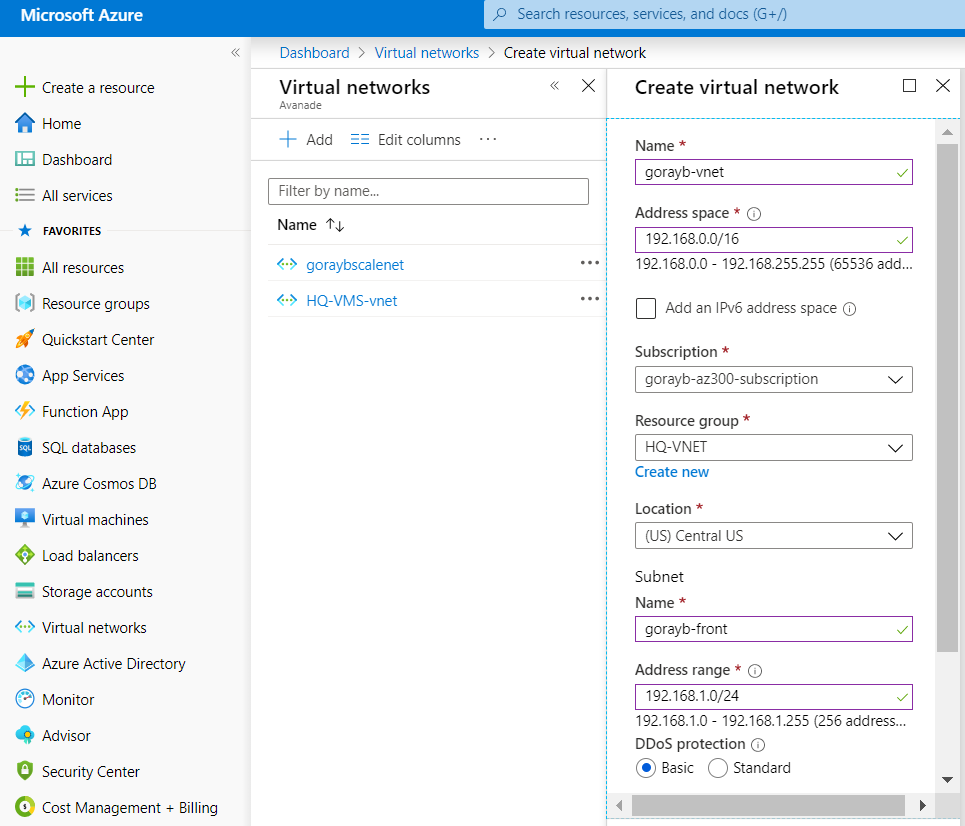 Microsoft Azure
Search resources, services, and docs (G+/)
«
Create a resource
Home
Dashboard
All services
FAVORITES
All resources
Resource groups
Quickstart Center
App Services
Function App
SQL databases
Azure Cosmos DB
Virtual machines
Load balancers
Storage accounts
Virtual networks
Azure Active Directory
Monitor
Advisor
Security Center
Cost Management + Billing
Dashboard > Virtual networks > Create virtual network
Virtual networks
«
Avanade
Add
Edit columns
...
Filter by name...
Name
goraybscalenet
...
HQ-VMS-vnet
...
Create virtual network
Name *
gorayb-vnet
Address space *
192.168.0.0/16
192.168.0.0 - 192.168.255.255 (65536 add...
Add an IPv6 address space
Subscription *
gorayb-az300-subscription
Resource group *
HQ-VNET
Create new
Location *
(US) Central US
Subnet
Name *
gorayb-front
Address range *
192.168.1.0/24
192.168.1.0 - 192.168.1.255 (256 address...
DDoS protection
Basic
Standard